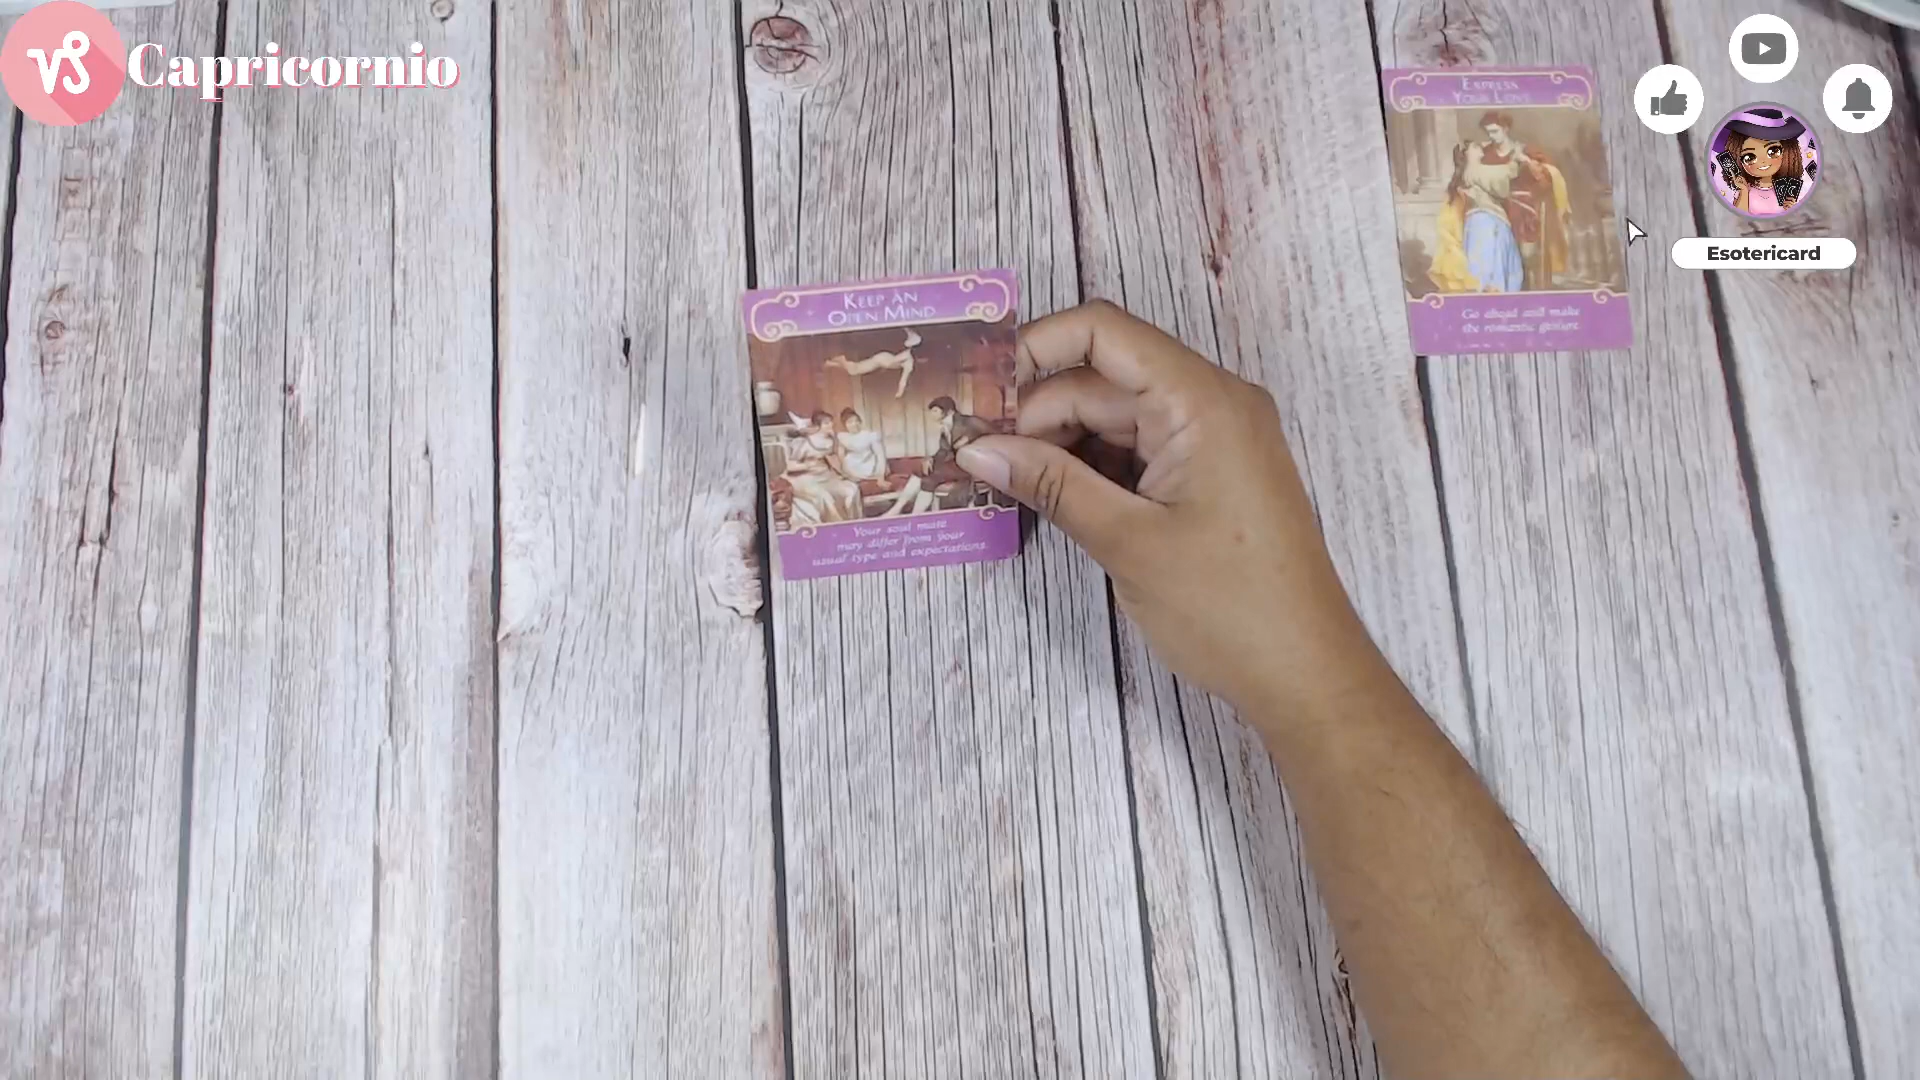 Capricornio
Express
Your Love
Go ahead and make
the romantic gesture.
Esotericard
Keep an
Open Mind
Your soul mate
may differ from your
usual type and expectations.